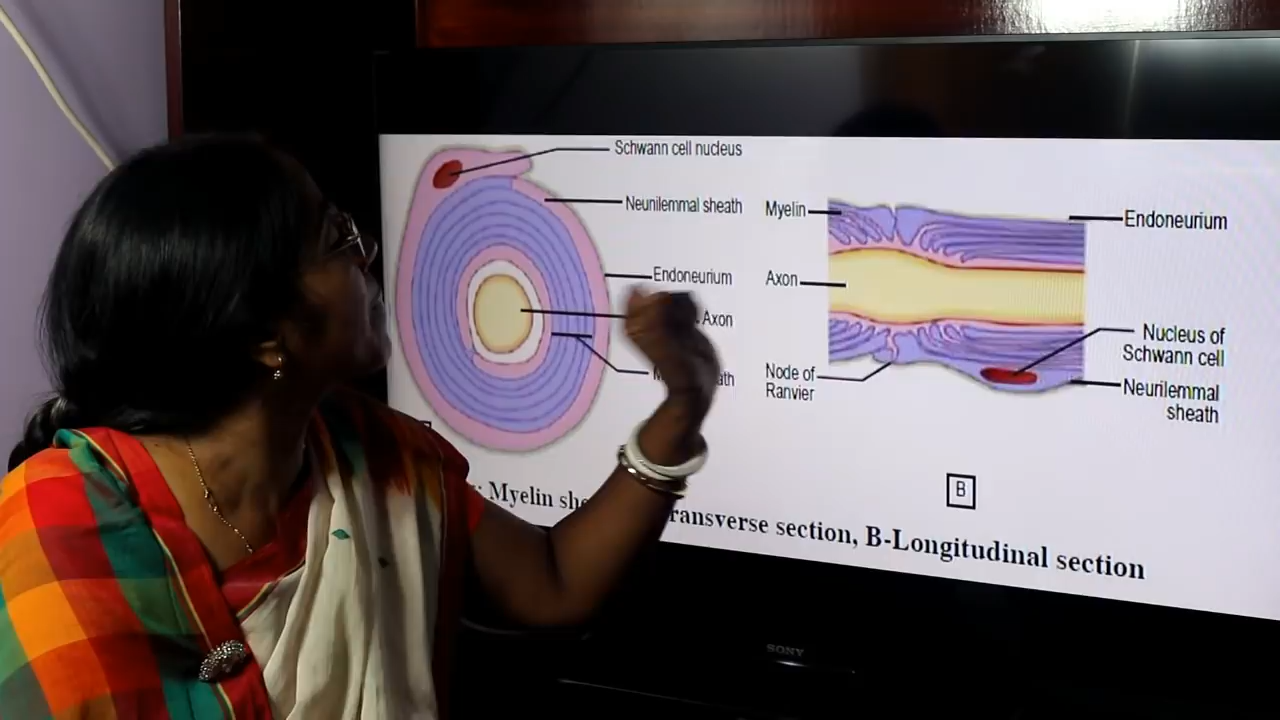 Schwann cell nucleus
Neunilemmal sheath
Endoneurium
Axon
Myelin
Axon
Node of
Ranvier
Endoneurium
Nucleus of
Schwann cell
Neurilemmal
sheath
B
Myelin ransverse section, B-Longitudinal section
SONY